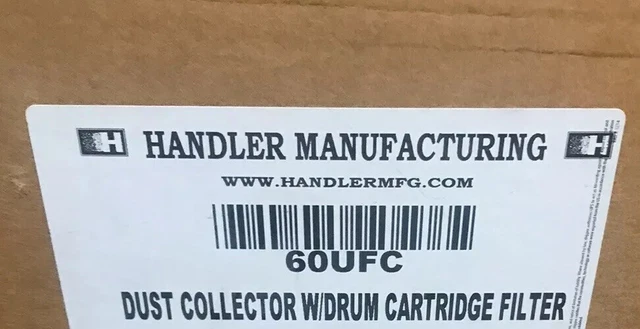 H HANDLER MANUFACTURING H
WWW.HANDLERMFG.COM
60UFC
DUST COLLECTOR W/DRUM CARTRIDGE FILTER